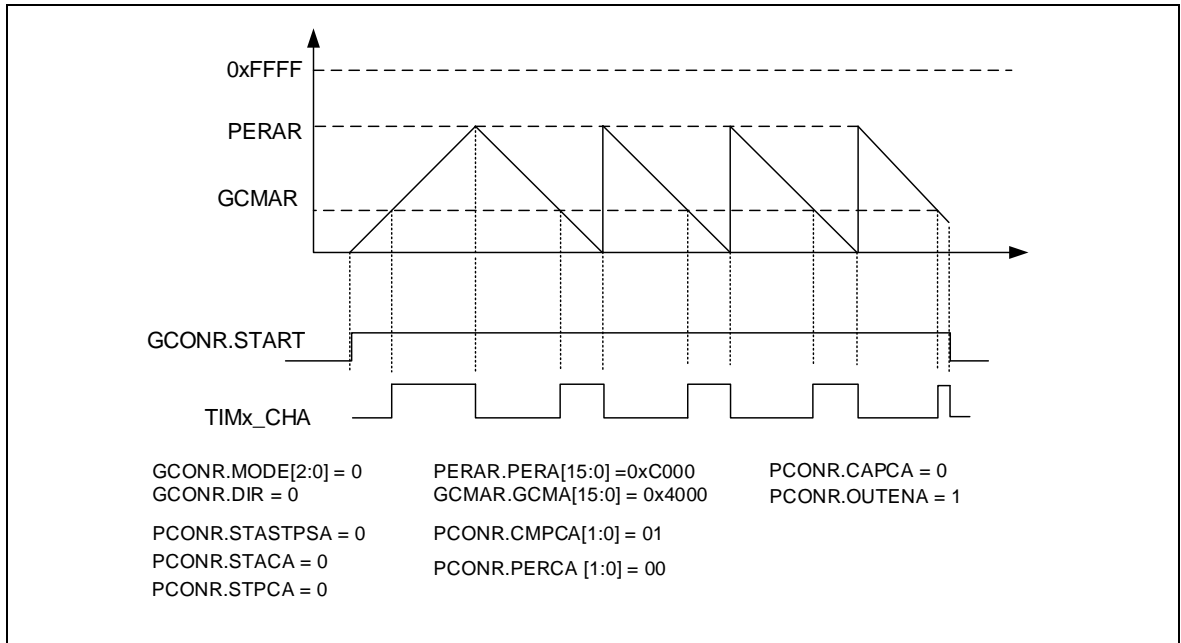 0xFFFF
PERAR
GCMAR
GCONR.START
TIMx_CHA
GCONR.MODE[2:0] = 0
GCONR.DIR = 0
PCONR.STASTPSA = 0
PCONR.STACA = 0
PCONR.STPCA = 0
PERAR.PERA[15:0] =0xC000
GCMAR.GCMA[15:0] = 0x4000
PCONR.CMPCA[1:0] = 01
PCONR.PERCA [1:0] = 00
PCONR.CAPCA = 0
PCONR.OUTENA = 1